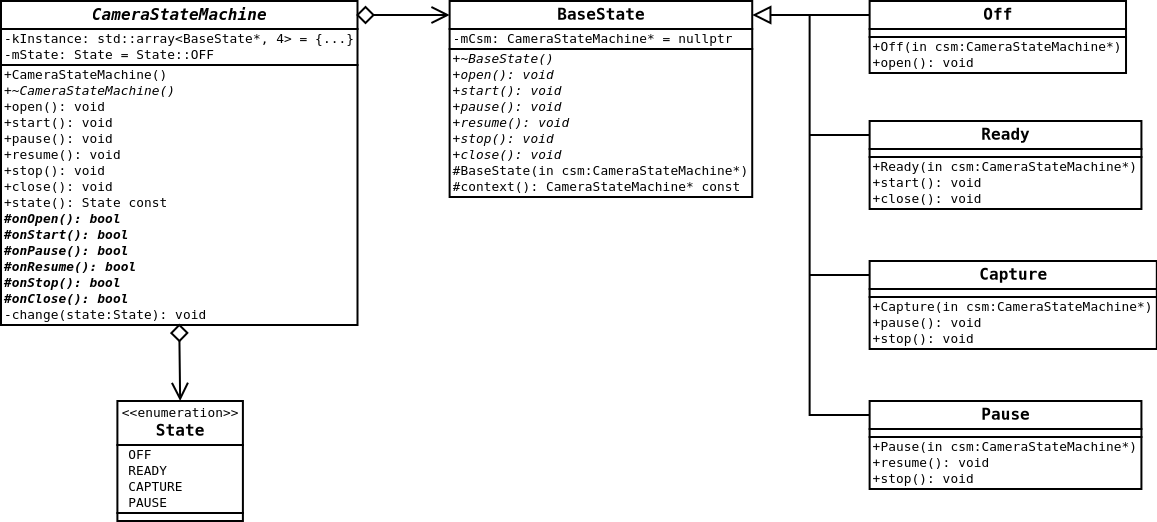 CameraStateMachine
-kInstance: std::array<BaseState*, 4> = {...}
-mState: State = State::OFF
+CameraStateMachine()
+~CameraStateMachine()
+open(): void
+start(): void
+pause(): void
+resume(): void
+stop(): void
+close(): void
+state(): State const
#onOpen(): bool
#onStart(): bool
#onPause(): bool
#onResume(): bool
#onStop(): bool
#onClose(): bool
-change(state:State): void
<<enumeration>>
State
OFF
READY
CAPTURE
PAUSE
BaseState
-mCsm: CameraStateMachine* = nullptr
+~BaseState()
+open(): void
+start(): void
+pause(): void
+resume(): void
+stop(): void
+close(): void
#BaseState(in csm:CameraStateMachine*)
#context(): CameraStateMachine* const
Off
+Off(in csm:CameraStateMachine*)
+open(): void
Ready
+Ready(in csm:CameraStateMachine*)
+start(): void
+close(): void
Capture
+Capture(in csm:CameraStateMachine*)
+pause(): void
+stop(): void
Pause
+Pause(in csm:CameraStateMachine*)
+resume(): void
+stop(): void